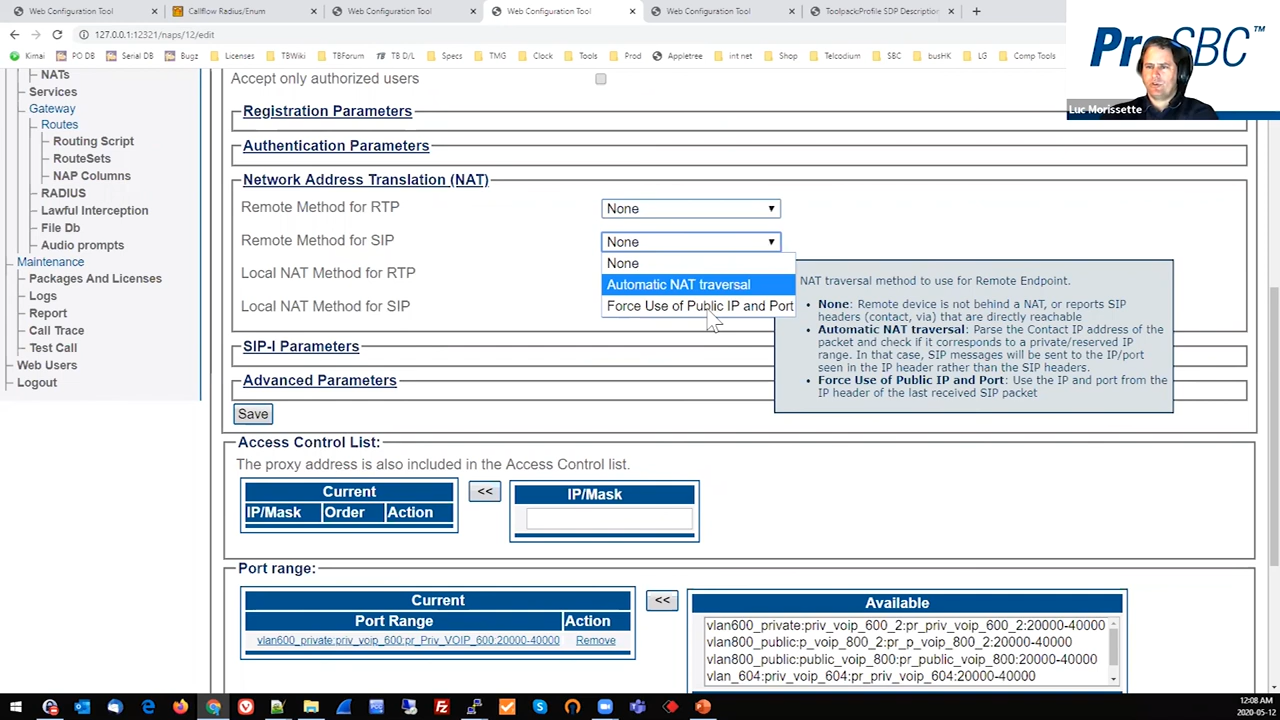 Web Configuration Tool
Callflow Radius/Enum
Web Configuration Tool
Web Configuration Tool
Web Configuration Tool
Toolpack:Profile SDP Description
127.0.0.1:12321/naps/12/edit
Kimai
PO DB
Serial DB
Bugz
Licenses
TBWiki
TBForum
TB D/L
Specs
TMG
Clock
Tools
Prod
Appletree
int net
Shop
Telcodium
SBC
busHK
LG
Comp Tools
ProSBC™
Luc Morissette
NATs
Services
Gateway
Routes
Routing Script
RouteSets
NAP Columns
RADIUS
Lawful Interception
File Db
Audio prompts
Maintenance
Packages And Licenses
Logs
Report
Call Trace
Test Call
Web Users
Logout
Accept only authorized users
Registration Parameters
Authentication Parameters
Network Address Translation (NAT)
Remote Method for RTP
None
Remote Method for SIP
None
None
Automatic NAT traversal
Force Use of Public IP and Port
Local NAT Method for RTP
Local NAT Method for SIP
NAT traversal method to use for Remote Endpoint.
None: Remote device is not behind a NAT, or reports SIP
headers (contact, via) that are directly reachable
Automatic NAT traversal: Parse the Contact IP address of the
packet and check if it corresponds to a private/reserved IP
range. In that case, SIP messages will be sent to the IP/port
seen in the IP header rather than the SIP headers.
Force Use of Public IP and Port: Use the IP and port from the
IP header of the last received SIP packet
SIP-I Parameters
Advanced Parameters
Save
Access Control List:
The proxy address is also included in the Access Control list.
Current
IP/Mask Order Action
<<
IP/Mask
Port range:
Current
Port Range Action
vlan600_private:priv_voip_600:pr_Priv_VOIP_600:20000-40000 Remove
<<
Available
vlan600_private:priv_voip_600_2:pr_priv_voip_600_2:20000-40000
vlan800_public:p_voip_800_2:pr_p_voip_800_2:20000-40000
vlan800_public:public_voip_800:pr_public_voip_800:20000-40000
vlan_604:priv_voip_604:pr_priv_voip_604:20000-40000
12:08 AM
2020-05-12